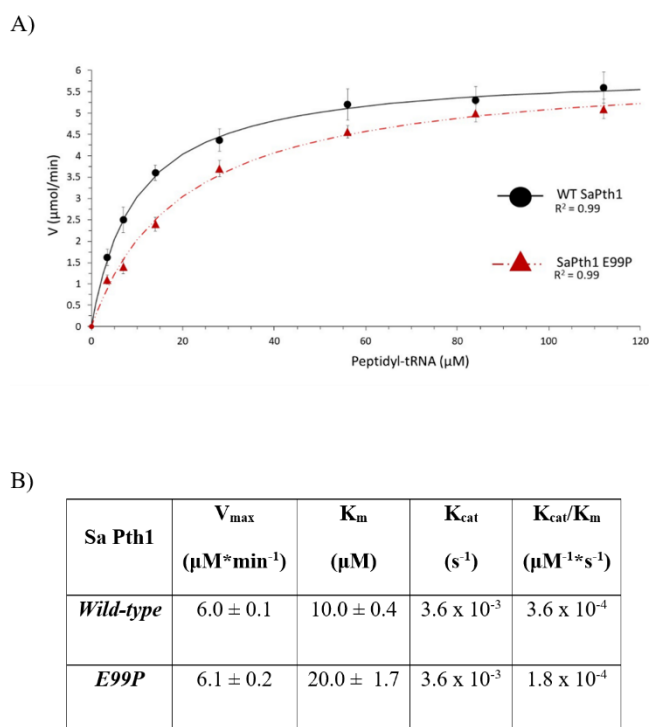 A)
6
5.5
5
4.5
4
3.5
3
2.5
2
1.5
1
0.5
0
V (µmol/min)
WT SaPth1
R² = 0.99
SaPth1 E99P
R² = 0.99
0 20 40 60 80 100 120
Peptidyl-tRNA (µM)
B)
Sa Pth1 Vmax (µM*min⁻¹) Km (µM) Kcat (s⁻¹) Kcat/Km (µM⁻¹*s⁻¹)
Wild-type 6.0 ± 0.1 10.0 ± 0.4 3.6 x 10⁻³ 3.6 x 10⁻⁴
E99P 6.1 ± 0.2 20.0 ± 1.7 3.6 x 10⁻³ 1.8 x 10⁻⁴